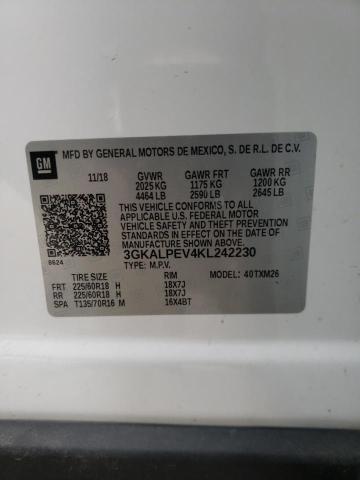 GM
MFD BY GENERAL MOTORS DE MEXICO, S. DE R.L. DE C.V.
11/18 GVWR GAWR FRT GAWR RR
2025 KG 1175 KG 1200 KG
4464 LB 2590 LB 2645 LB
THIS VEHICLE CONFORMS TO ALL APPLICABLE
U.S. FEDERAL MOTOR VEHICLE SAFETY,
BUMPER, AND THEFT PREVENTION
STANDARDS IN EFFECT ON THE DATE OF
MANUFACTURE SHOWN ABOVE.
8624
3GKALPEV4KL242230
TYPE: M.P.V. MODEL: 40TXM26
TIRE SIZE RIM
FRT 225/60R18 H 18X7J
RR 225/60R18 H 18X7J
SPA T135/70R16 M 16X4BT